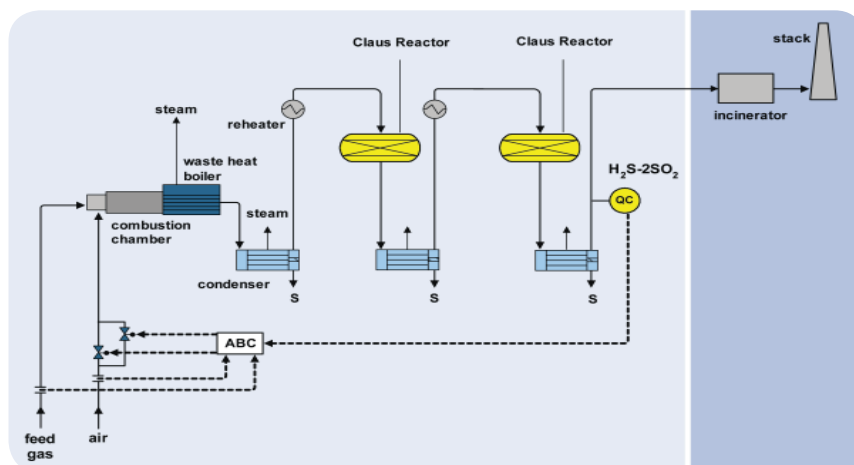 Claus Reactor
Claus Reactor
stack
steam
reheater
incinerator
waste heat
boiler
H₂S-2SO₂
QC
steam
combustion
chamber
condenser
S
S
S
ABC
feed
gas
air